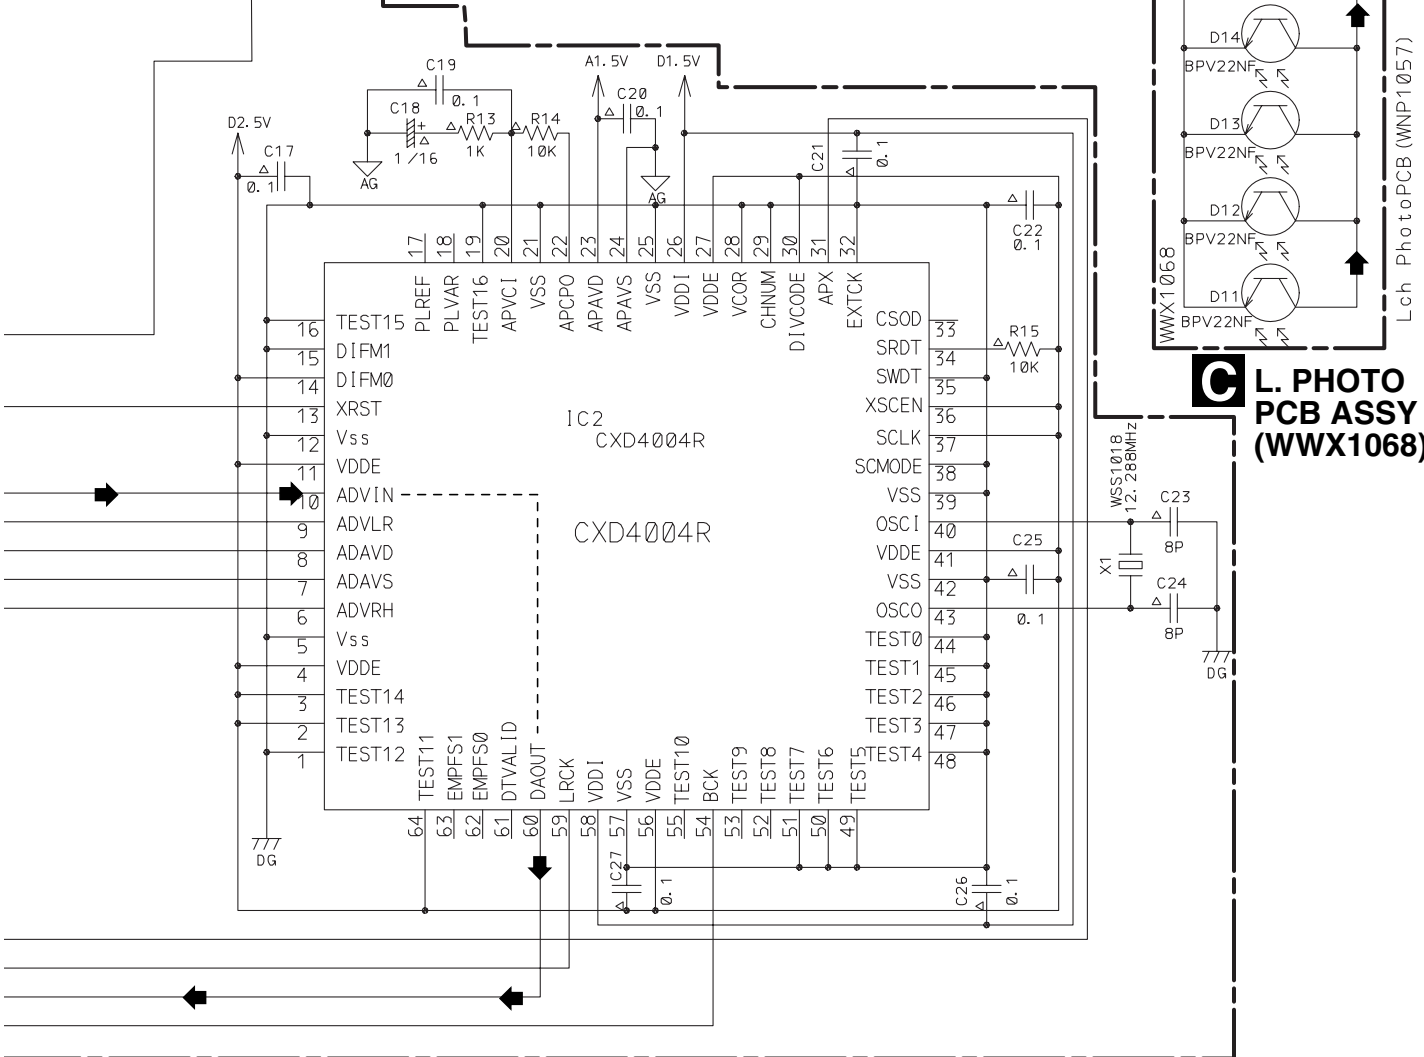 D14
BPV22NF
D13
BPV22NF
D12
BPV22NF
D11
BPV22NF
WWX1068
Lch PhotoPCB (WNP1057)
C L. PHOTO
PCB ASSY
(WWX1068)
C19
0.1
C18
1/16
R13
1K
R14
10K
AG
A1.5V
D1.5V
C20
0.1
AG
D2.5V
C17
0.1
C21
0.1
C22
0.1
17 18 19 20 21 22 23 24 25 26 27 28 29 30 31 32
PLREF PLVAR TEST16 APVCI VSS APCPO APAVD APAVS VSS VDDI VDDE VCOR CHNUM DIVCODE APX EXTCK
16 TEST15
15 DIFM1
14 DIFM0
13 XRST
12 Vss
11 VDDE
10 ADVIN
9 ADVLR
8 ADAVD
7 ADAVS
6 ADVRH
5 Vss
4 VDDE
3 TEST14
2 TEST13
1 TEST12
IC2
CXD4004R
CXD4004R
CSOD 33
SRDT 34
SWDT 35
XSCEN 36
SCLK 37
SCMODE 38
VSS 39
OSCI 40
VDDE 41
VSS 42
OSCO 43
TEST0 44
TEST1 45
TEST2 46
TEST3 47
TEST4 48
R15
10K
WSS1018
12.288MHz
X1
C23
8P
C24
8P
DG
C25
0.1
TEST11 EMPFS1 EMPFS0 DTVALID DAOUT LRCK VDDI VSS VDDE TEST10 BCK TEST9 TEST8 TEST7 TEST6 TEST5
64 63 62 61 60 59 58 57 56 55 54 53 52 51 50 49
DG
C27
0.1
C26
0.1